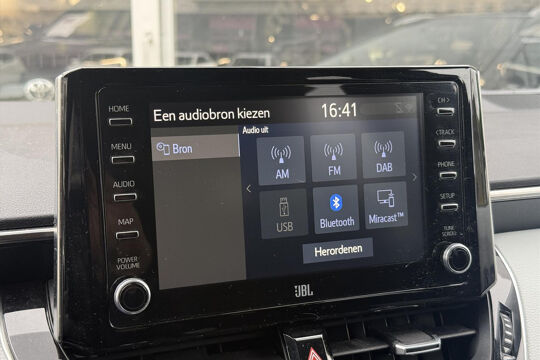 HOME
MENU
AUDIO
MAP
POWER
VOLUME
Een audiobron kiezen
16:41
Audio uit
Bron
AM
FM
DAB
USB
Bluetooth
Miracast™
Herordenen
JBL
CH >
< TRACK
PHONE
SETUP
TUNE
SCROLL